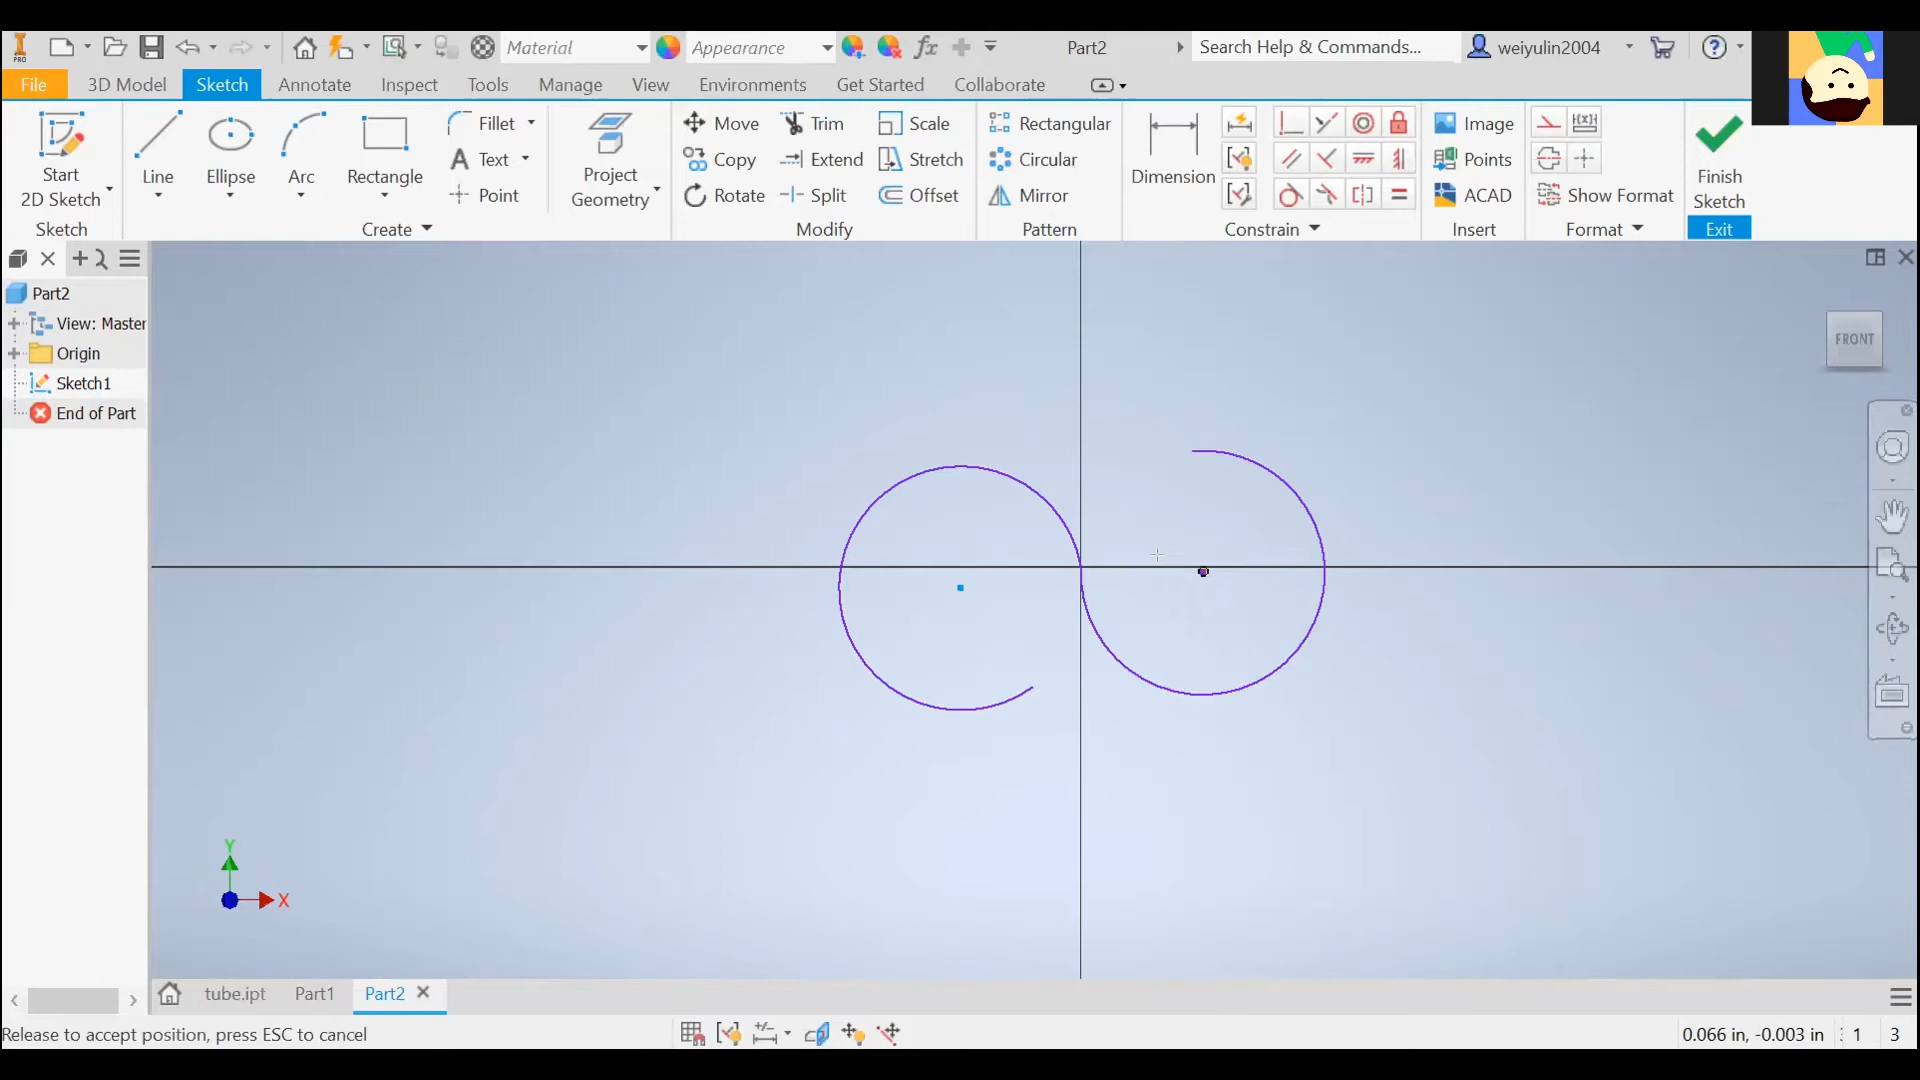 PRO
Material
Appearance
Part2
Search Help & Commands...
weiyulin2004
File
3D Model
Sketch
Annotate
Inspect
Tools
Manage
View
Environments
Get Started
Collaborate
Start
2D Sketch
Line
Ellipse
Arc
Rectangle
Fillet
Text
Point
Project
Geometry
Move
Copy
Rotate
Trim
Extend
Split
Scale
Stretch
Offset
Rectangular
Circular
Mirror
Dimension
Image
Points
ACAD
Show Format
Finish
Sketch
Sketch
Create
Modify
Pattern
Constrain
Insert
Format
Exit
Part2
View: Master
Origin
Sketch1
End of Part
FRONT
Y
X
tube.ipt
Part1
Part2
Release to accept position, press ESC to cancel
0.066 in, -0.003 in
1
3